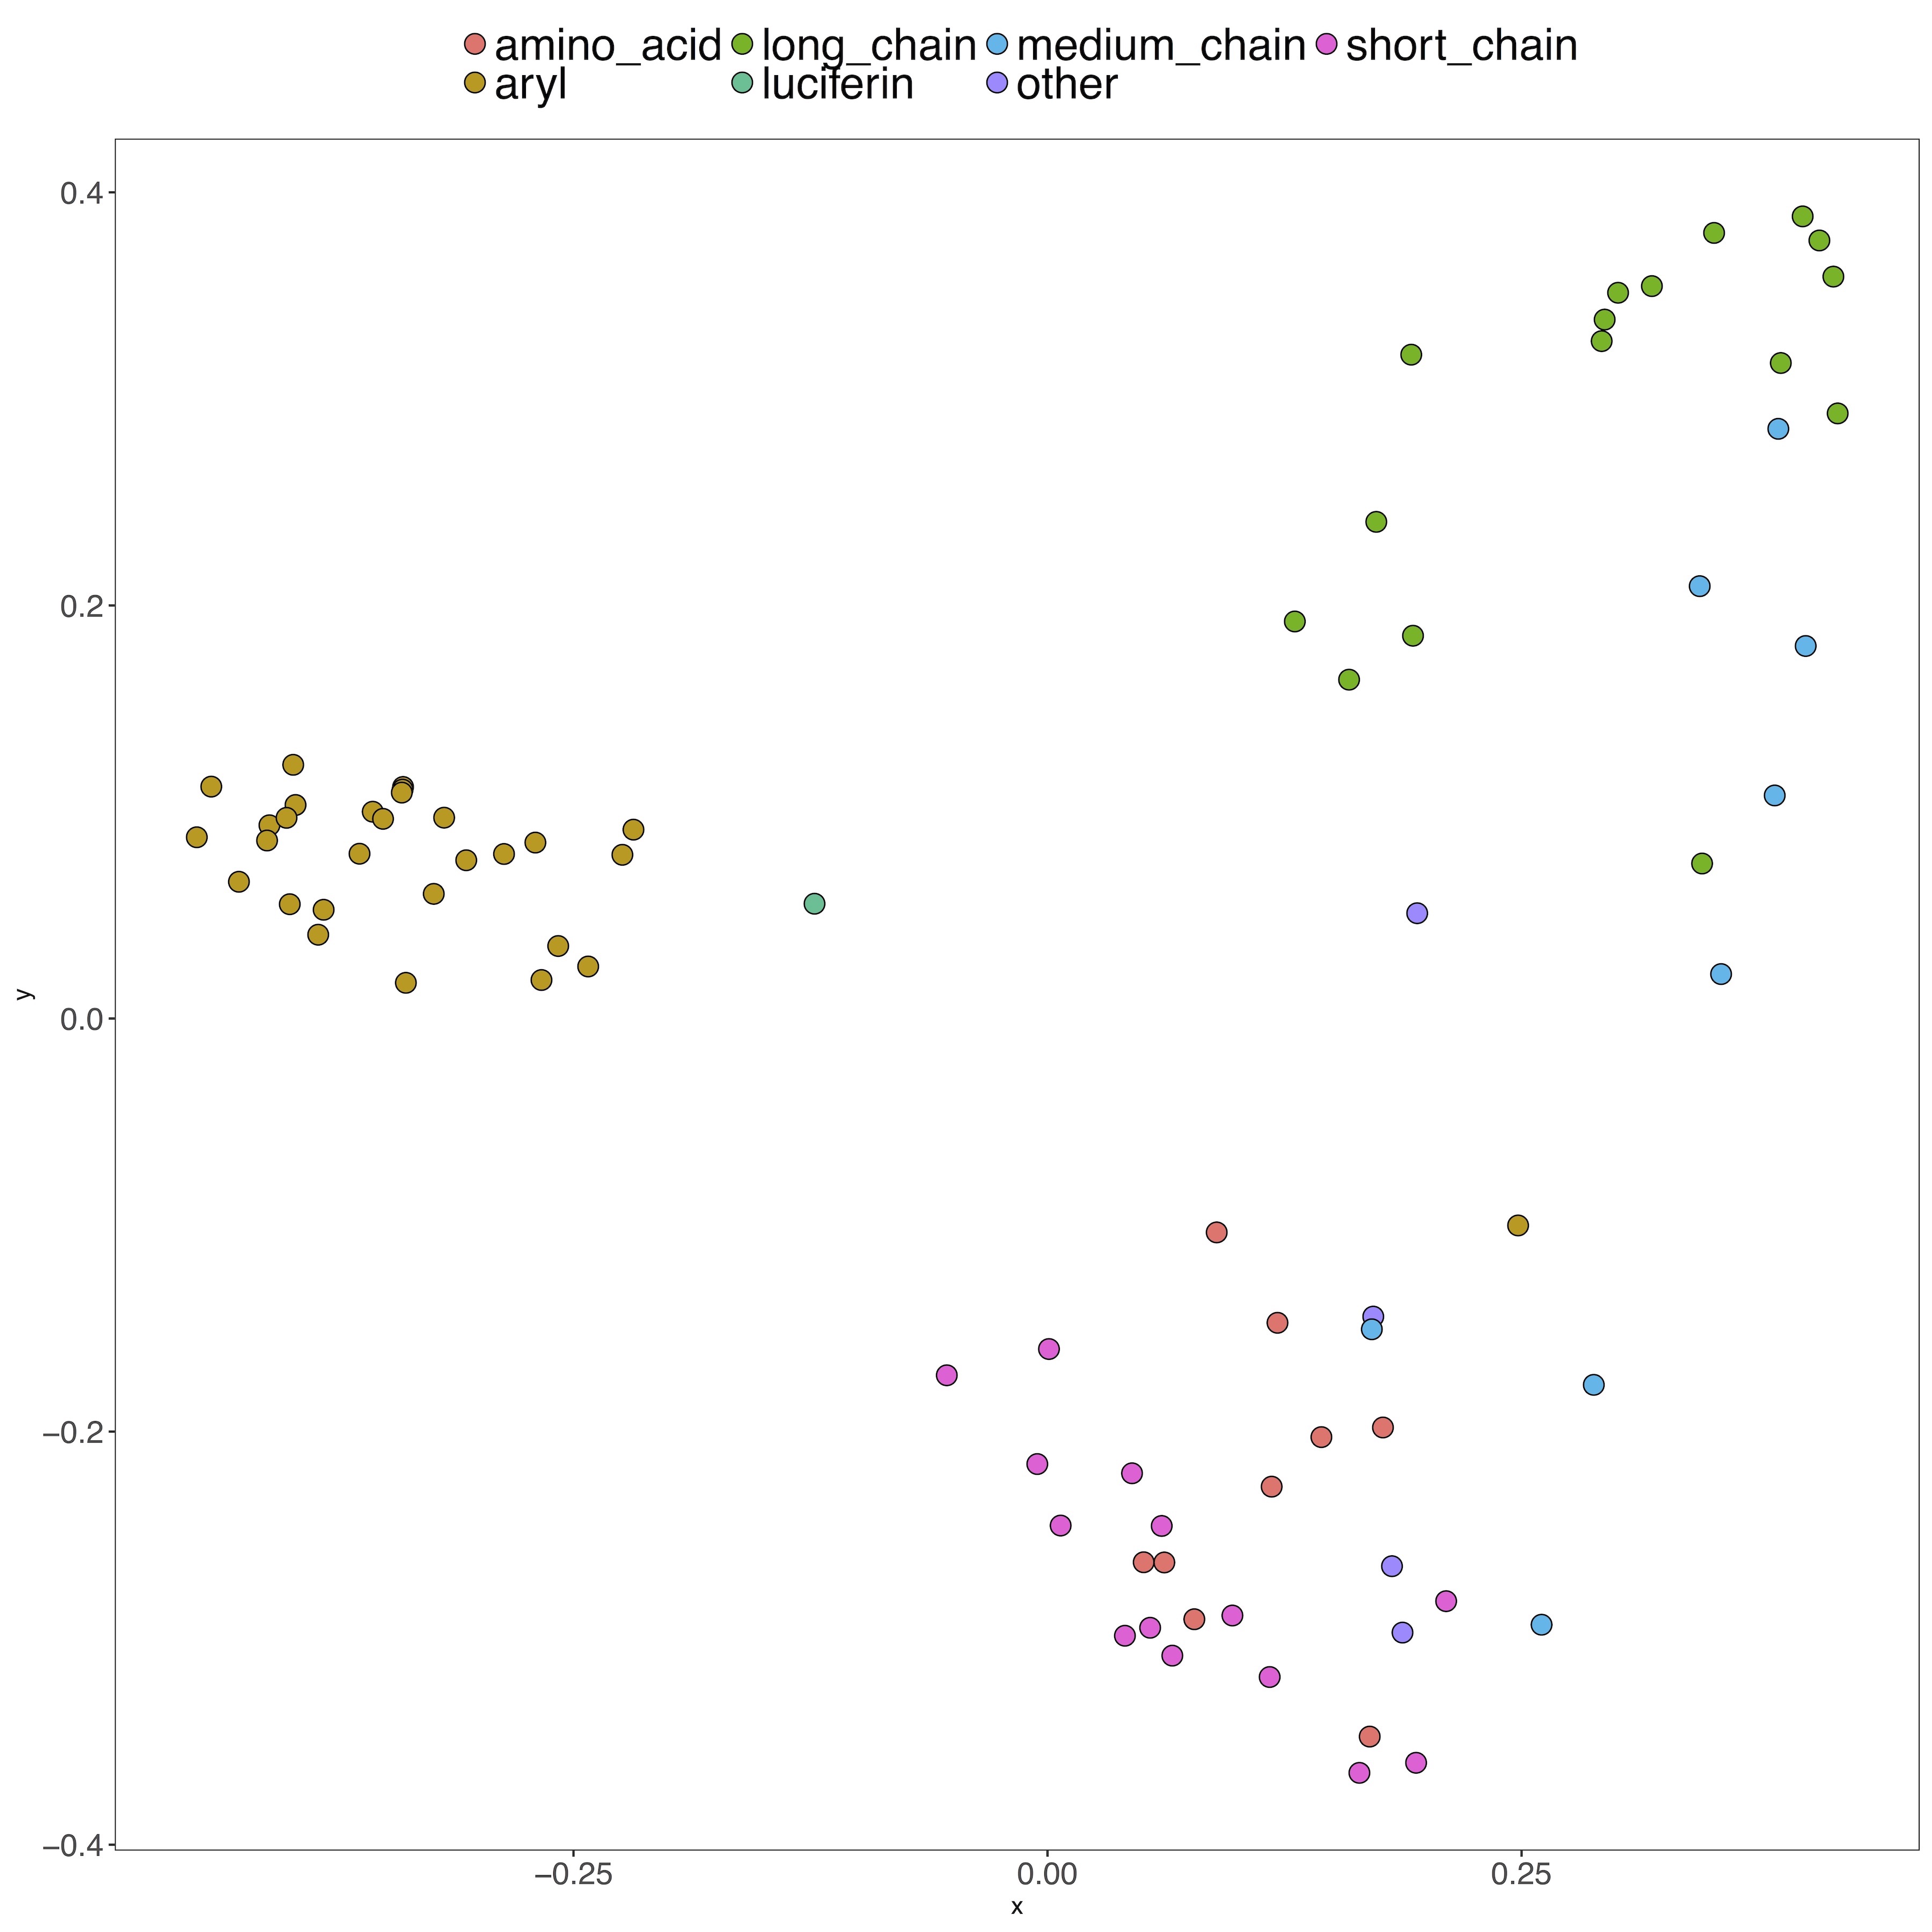 amino_acid long_chain medium_chain short_chain
aryl luciferin other
0.4
0.2
0.0
−0.2
−0.4
y
−0.25 0.00 0.25
x